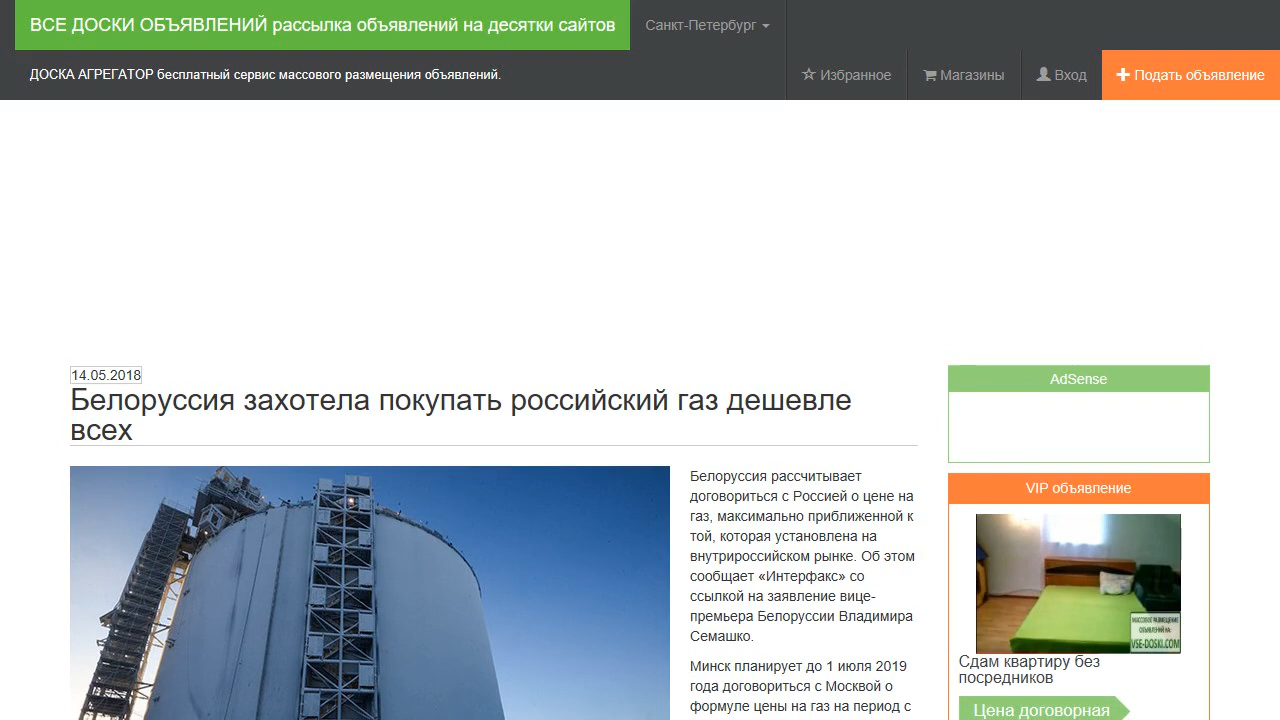 ВСЕ ДОСКИ ОБЪЯВЛЕНИЙ рассылка объявлений на десятки сайтов
Санкт-Петербург
ДОСКА АГРЕГАТОР бесплатный сервис массового размещения объявлений.
Избранное
Магазины
Вход
Подать объявление
14.05.2018
Белоруссия захотела покупать российский газ дешевле
всех
Белоруссия рассчитывает
договориться с Россией о цене на
газ, максимально приближенной к
той, которая установлена на
внутрироссийском рынке. Об этом
сообщает «Интерфакс» со
ссылкой на заявление вице-
премьера Белоруссии Владимира
Семашко.
Минск планирует до 1 июля 2019
года договориться с Москвой о
формуле цены на газ на период с
AdSense
VIP объявление
МАССОВОЕ РАЗМЕЩЕНИЕ
ОБЪЯВЛЕНИЙ НА:
VSE-DOSKI.COM
Сдам квартиру без
посредников
Цена договорная